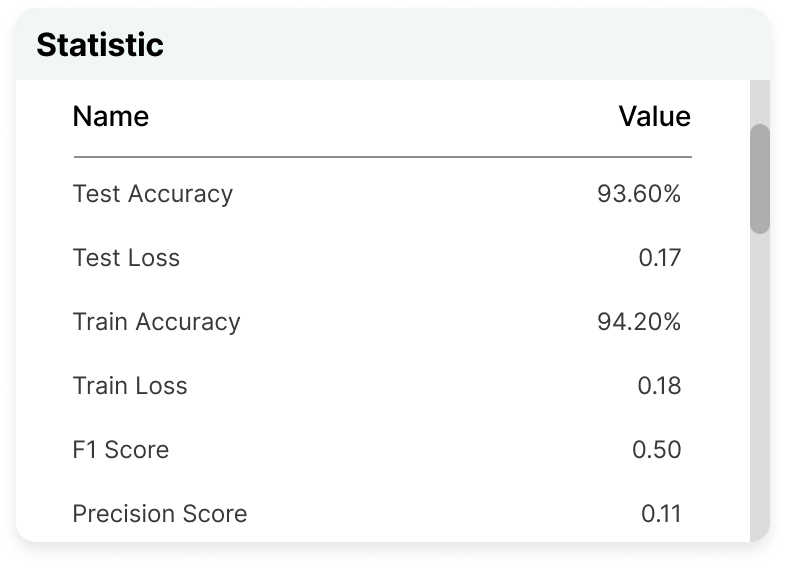 Statistic
Name Value
Test Accuracy 93.60%
Test Loss 0.17
Train Accuracy 94.20%
Train Loss 0.18
F1 Score 0.50
Precision Score 0.11